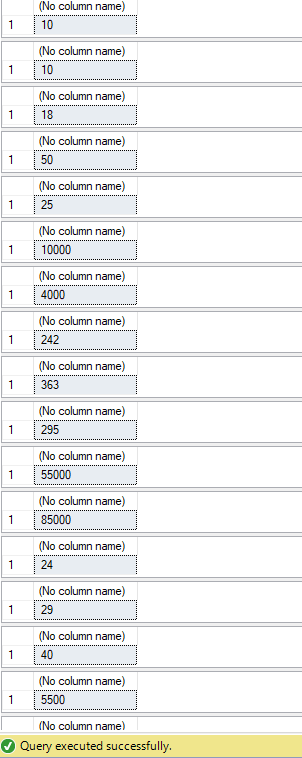 (No column name)
1 10
(No column name)
1 10
(No column name)
1 18
(No column name)
1 50
(No column name)
1 25
(No column name)
1 10000
(No column name)
1 4000
(No column name)
1 242
(No column name)
1 363
(No column name)
1 295
(No column name)
1 55000
(No column name)
1 85000
(No column name)
1 24
(No column name)
1 29
(No column name)
1 40
(No column name)
1 5500
(No column name)
Query executed successfully.